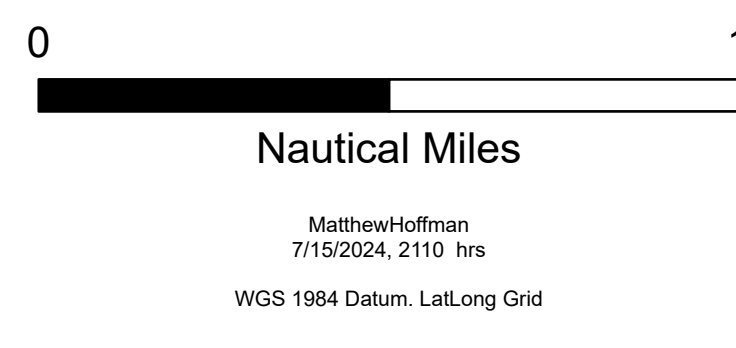 0
Nautical Miles
MatthewHoffman
7/15/2024, 2110 hrs
WGS 1984 Datum. LatLong Grid